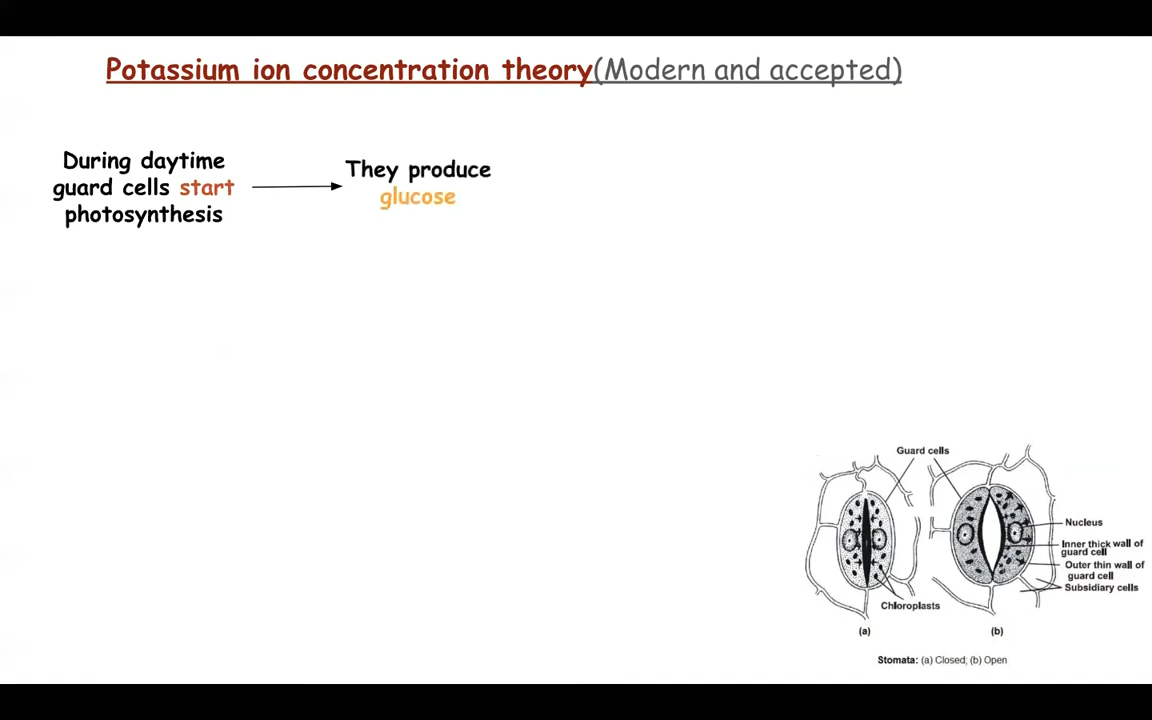 Potassium ion concentration theory(Modern and accepted)
During daytime
guard cells start
photosynthesis
They produce
glucose
Guard cells
Nucleus
Inner thick wall of
guard cell
Outer thin wall of
guard cell
Subsidiary cells
Chloroplasts
(a)
(b)
Stomata: (a) Closed; (b) Open